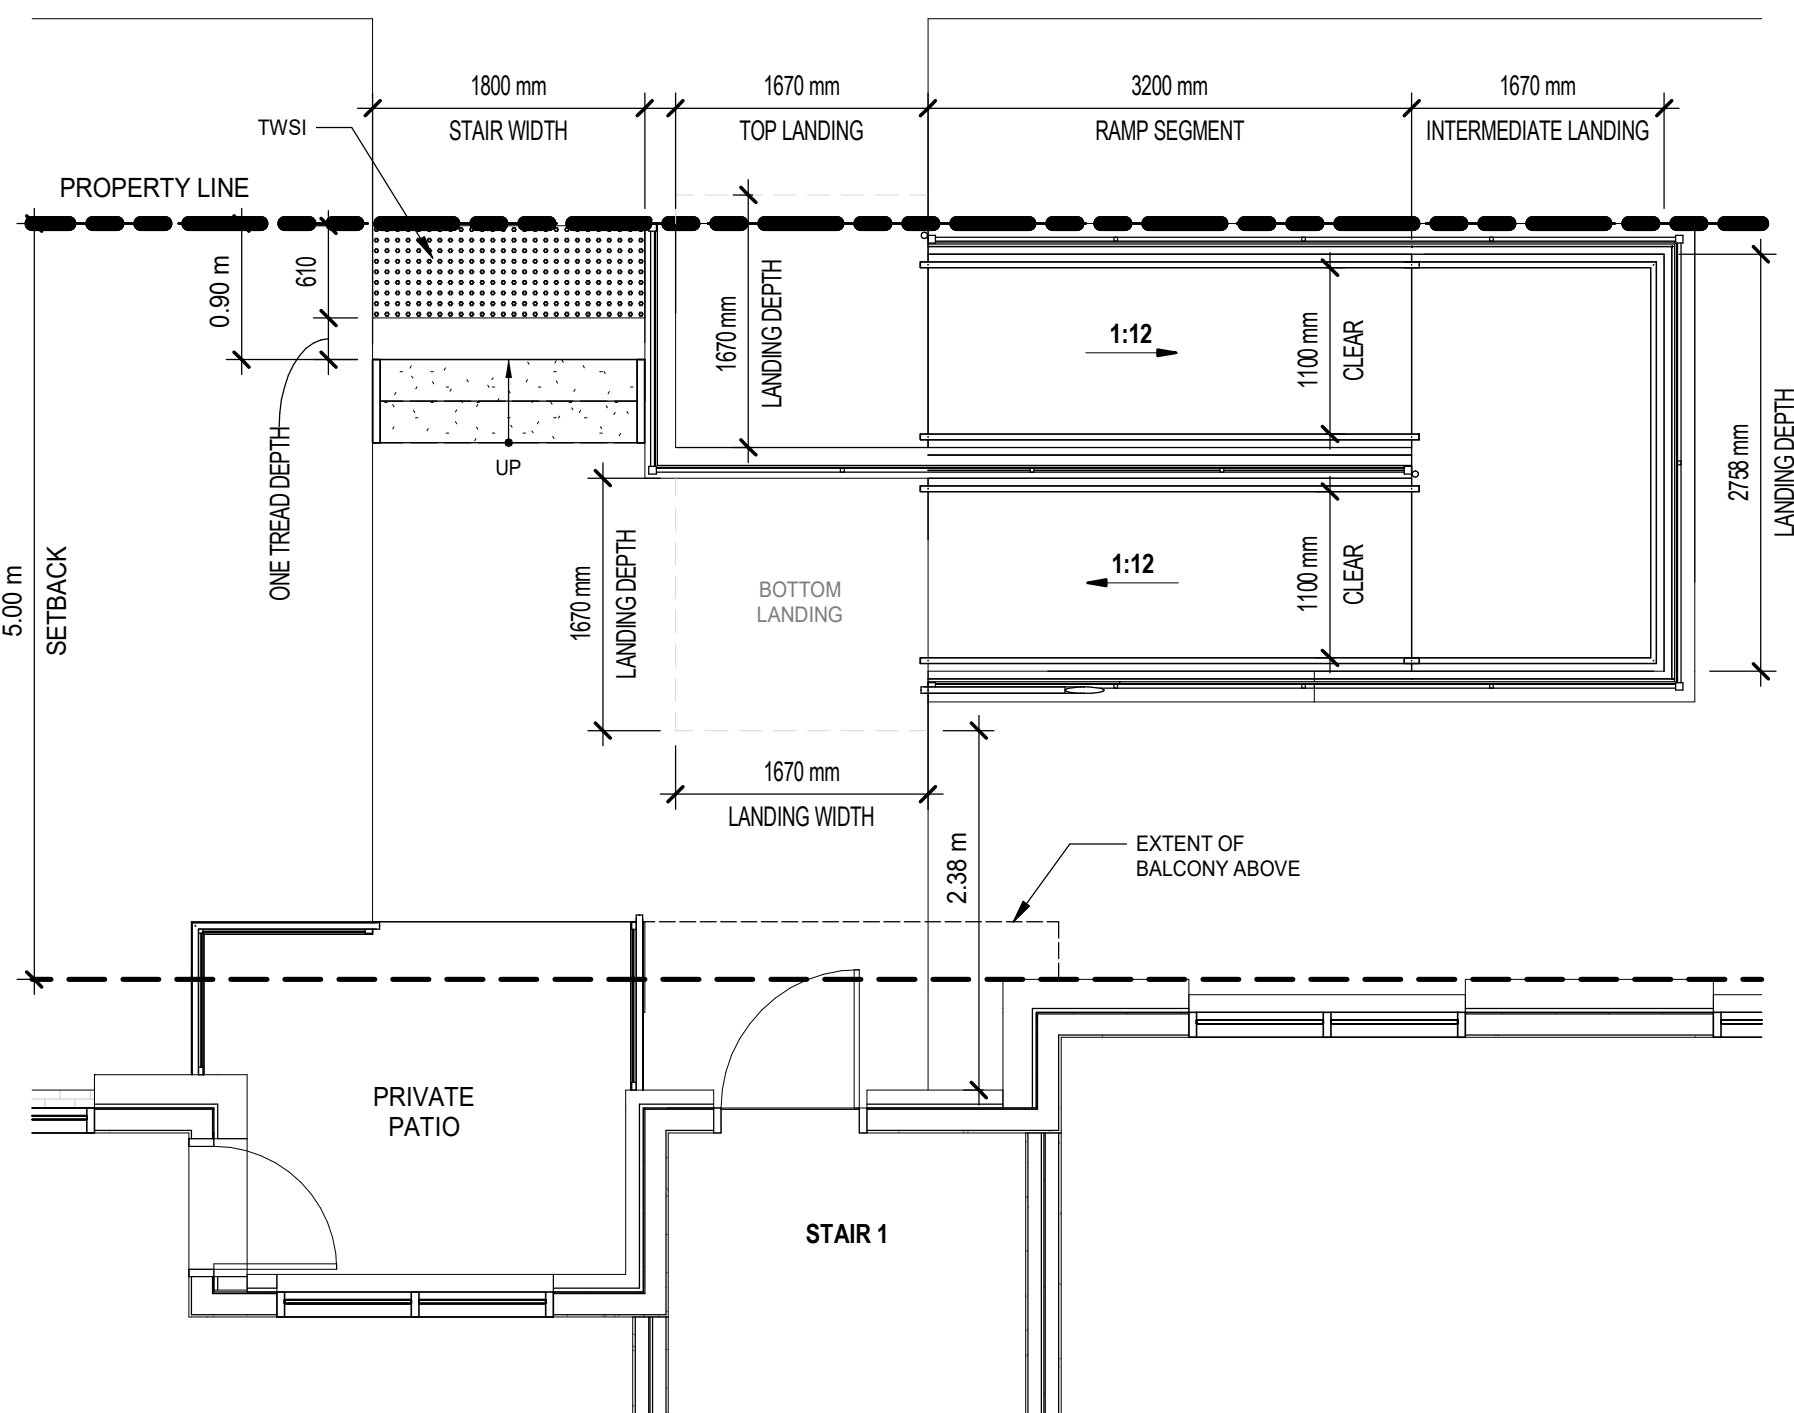 1800 mm
STAIR WIDTH
1670 mm
TOP LANDING
3200 mm
RAMP SEGMENT
1670 mm
INTERMEDIATE LANDING
TWSI
PROPERTY LINE
0.90 m
610
1670 mm
LANDING DEPTH
1:12
1100 mm
CLEAR
UP
ONE TREAD DEPTH
2758 mm
LANDING DEPTH
5.00 m
SETBACK
1670 mm
LANDING DEPTH
BOTTOM
LANDING
1:12
1100 mm
CLEAR
1670 mm
LANDING WIDTH
2.38 m
EXTENT OF
BALCONY ABOVE
PRIVATE
PATIO
STAIR 1